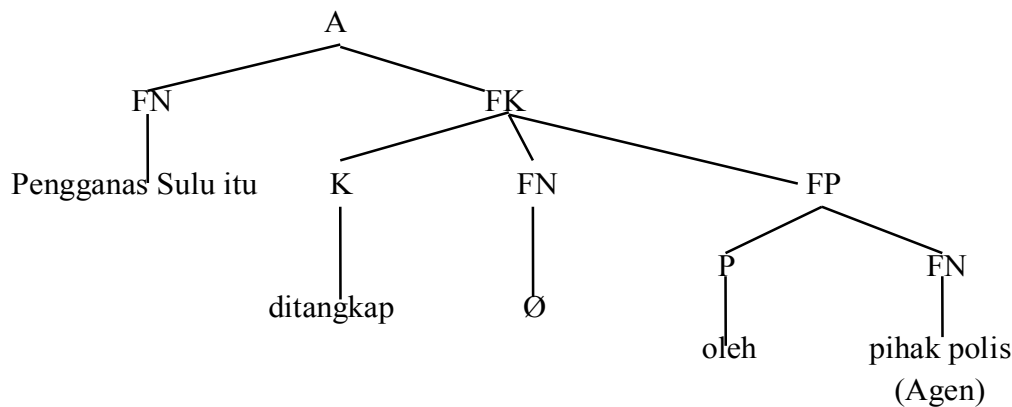 A
FN FK
Pengganas Sulu itu K FN FP
P FN
ditangkap Ø
oleh pihak polis
(Agen)